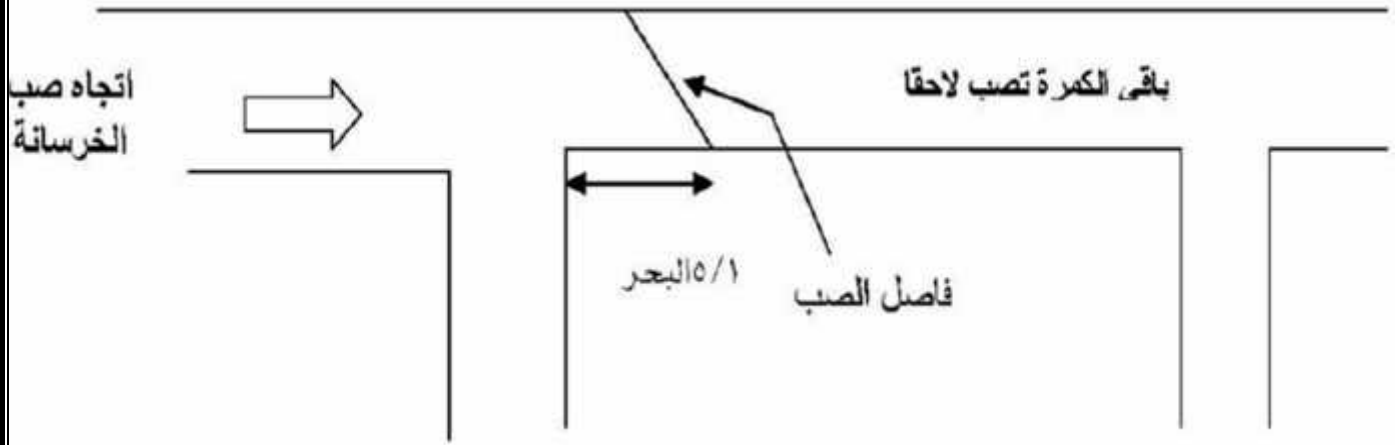 اتجاه صب
الخرسانة
باقى الكمرة تصب لاحقا
١/٥البحر
فاصل الصب